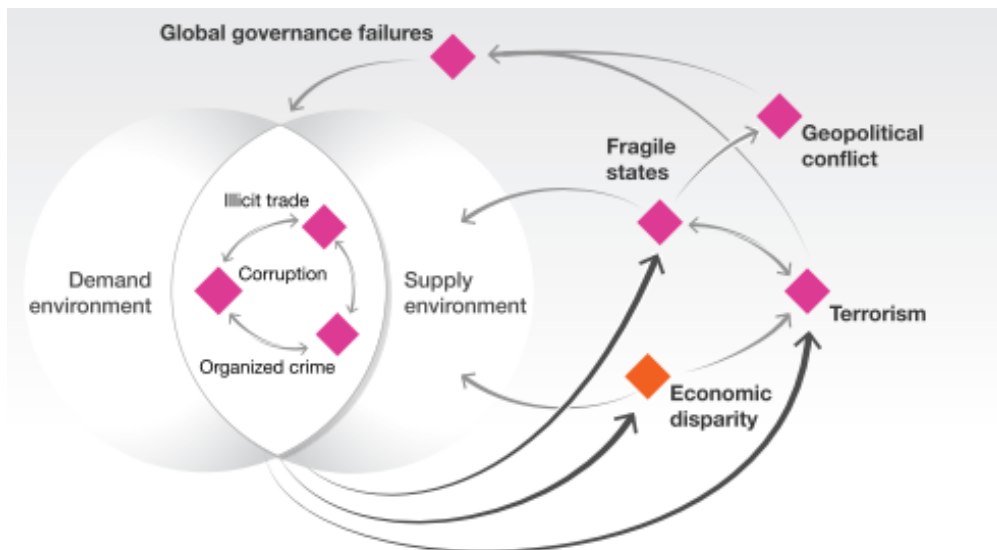 Global governance failures
Geopolitical
conflict
Fragile
states
Illicit trade
Demand
environment
Corruption
Supply
environment
Terrorism
Organized crime
Economic
disparity